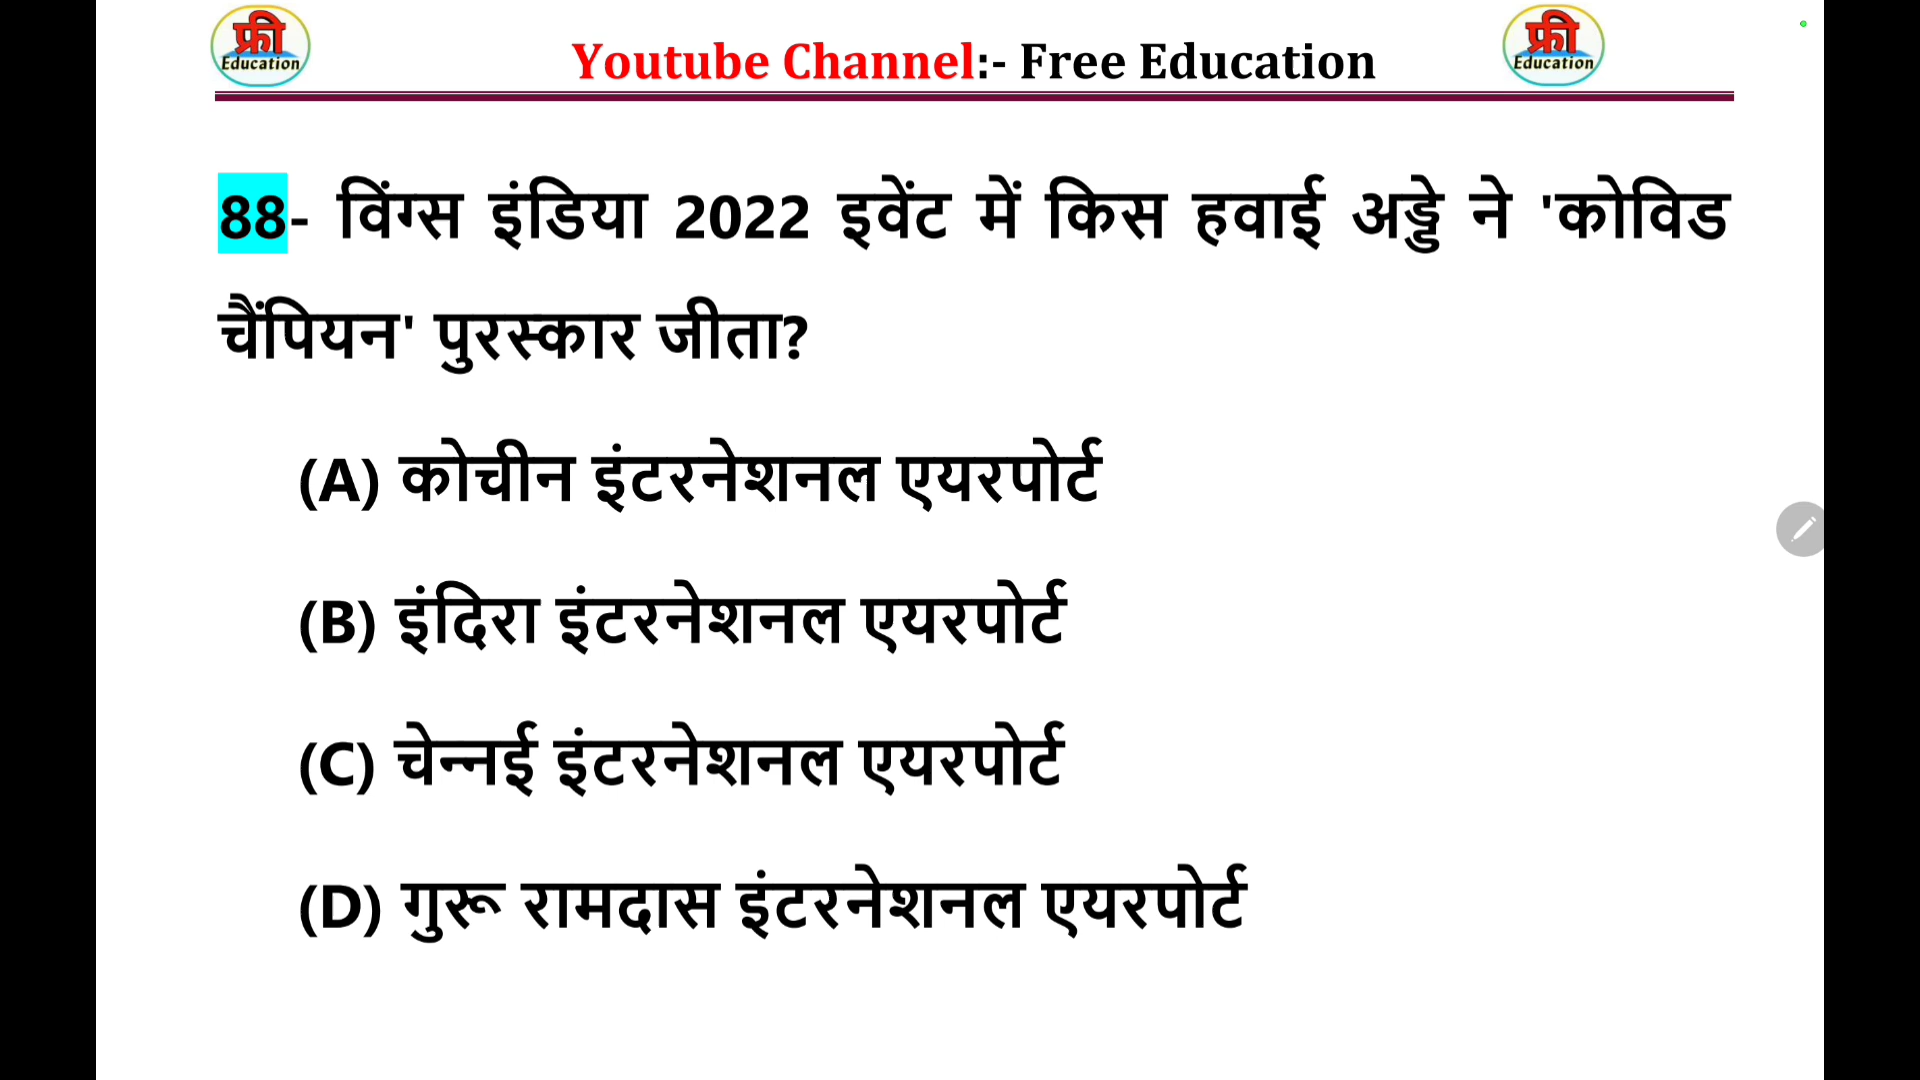 फ्री
Education
Youtube Channel:- Free Education
फ्री
Education
88- विंग्स इंडिया 2022 इवेंट में किस हवाई अड्डे ने 'कोविड
चैंपियन' पुरस्कार जीता?
(A) कोचीन इंटरनेशनल एयरपोर्ट
(B) इंदिरा इंटरनेशनल एयरपोर्ट
(C) चेन्नई इंटरनेशनल एयरपोर्ट
(D) गुरू रामदास इंटरनेशनल एयरपोर्ट